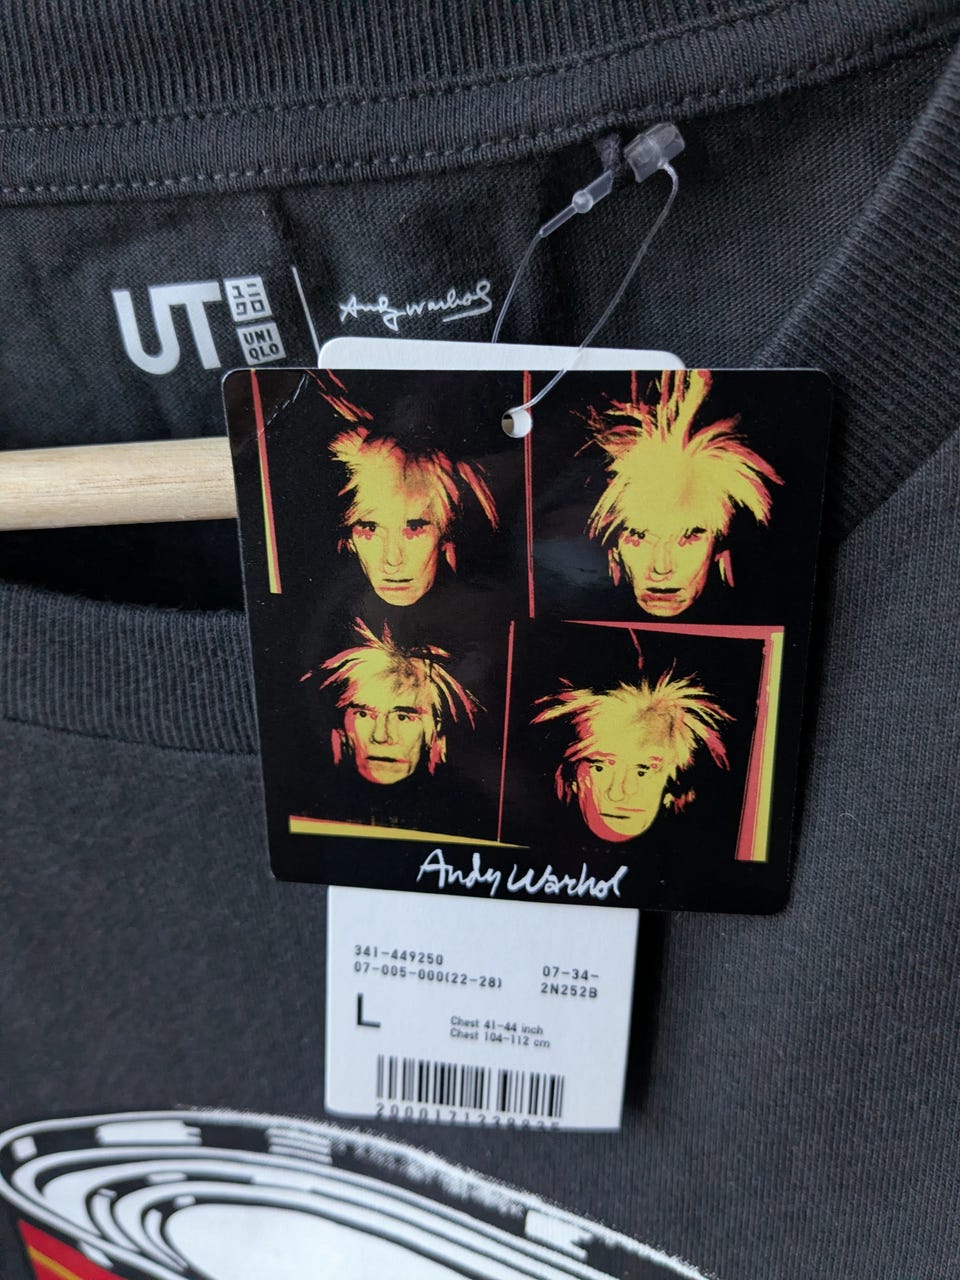 UT
UNI
QLO
Andy Warhol
Andy Warhol
341-449250
07-005-000(22-28)
07-34-
2N252B
L
Chest 41-44 inch
Chest 104-112 cm